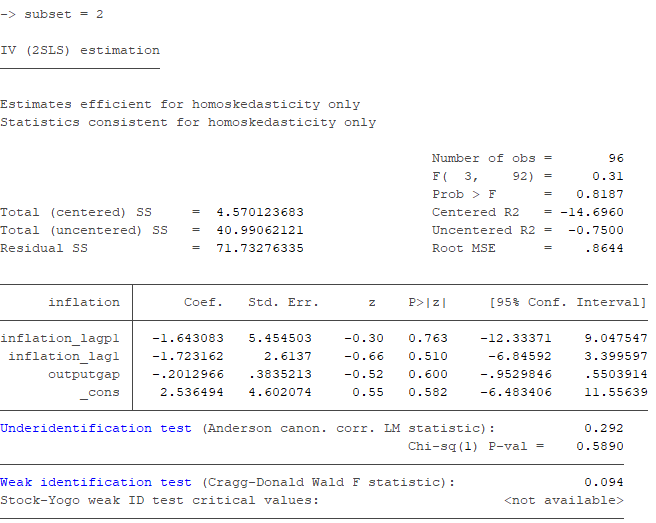 -> subset = 2
IV (2SLS) estimation
Estimates efficient for homoskedasticity only
Statistics consistent for homoskedasticity only
Number of obs = 96
F( 3, 92) = 0.31
Prob > F = 0.8187
Total (centered) SS = 4.570123683 Centered R2 = -14.6960
Total (uncentered) SS = 40.99062121 Uncentered R2 = -0.7500
Residual SS = 71.73276335 Root MSE = .8644
inflation Coef. Std. Err. z P>|z| [95% Conf. Interval]
inflation_lagp1 -1.643083 5.454503 -0.30 0.763 -12.33371 9.047547
inflation_lag1 -1.723162 2.6137 -0.66 0.510 -6.84592 3.399597
outputgap -.2012966 .3835213 -0.52 0.600 -.9529846 .5503914
_cons 2.536494 4.602074 0.55 0.582 -6.483406 11.55639
Underidentification test (Anderson canon. corr. LM statistic): 0.292
Chi-sq(1) P-val = 0.5890
Weak identification test (Cragg-Donald Wald F statistic): 0.094
Stock-Yogo weak ID test critical values: <not available>